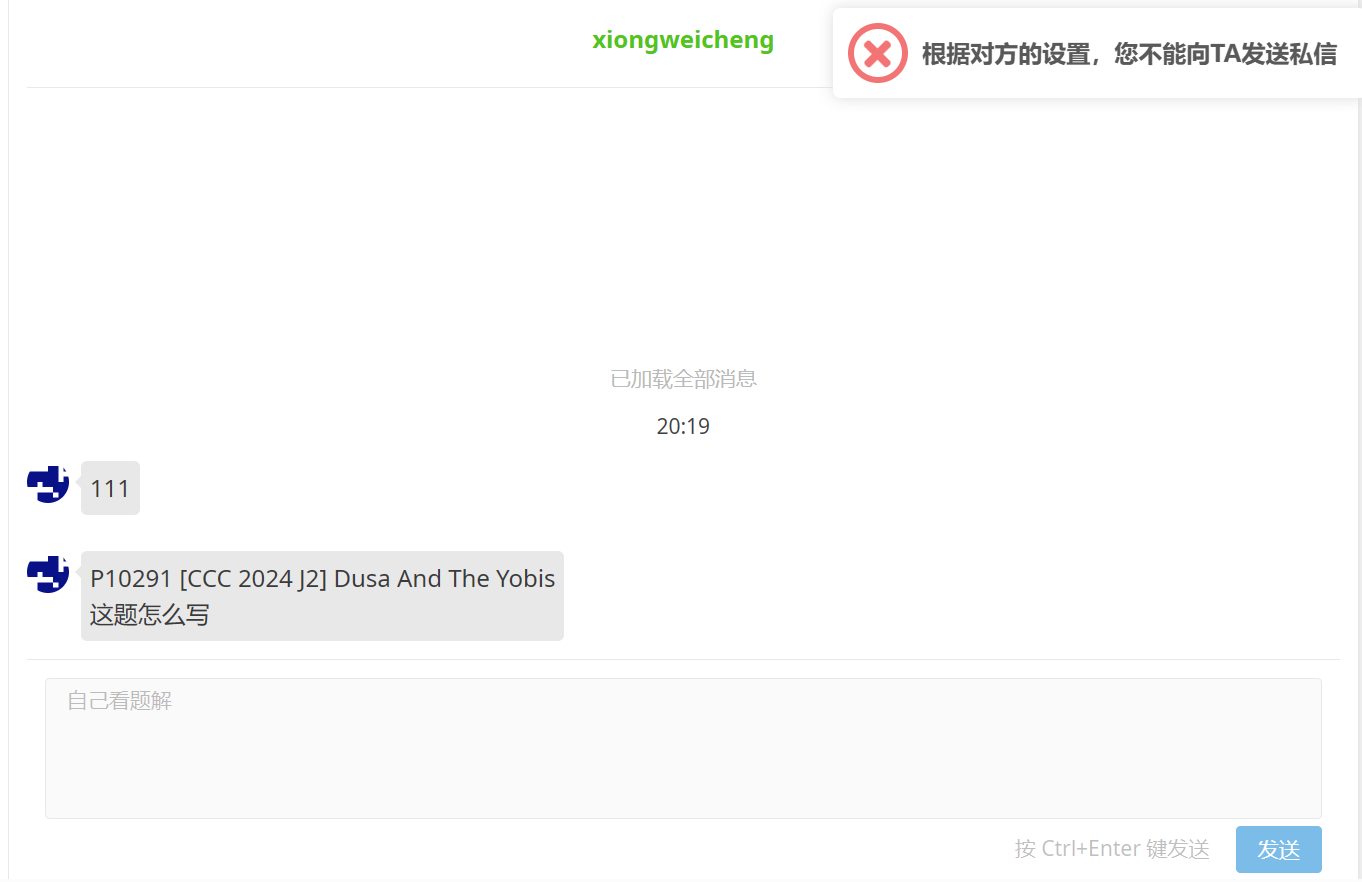 xiongweicheng
根据对方的设置，您不能向TA发送私信
已加载全部消息
20:19
111
P10291 [CCC 2024 J2] Dusa And The Yobis
这题怎么写
自己看题解
按 Ctrl+Enter 键发送
发送